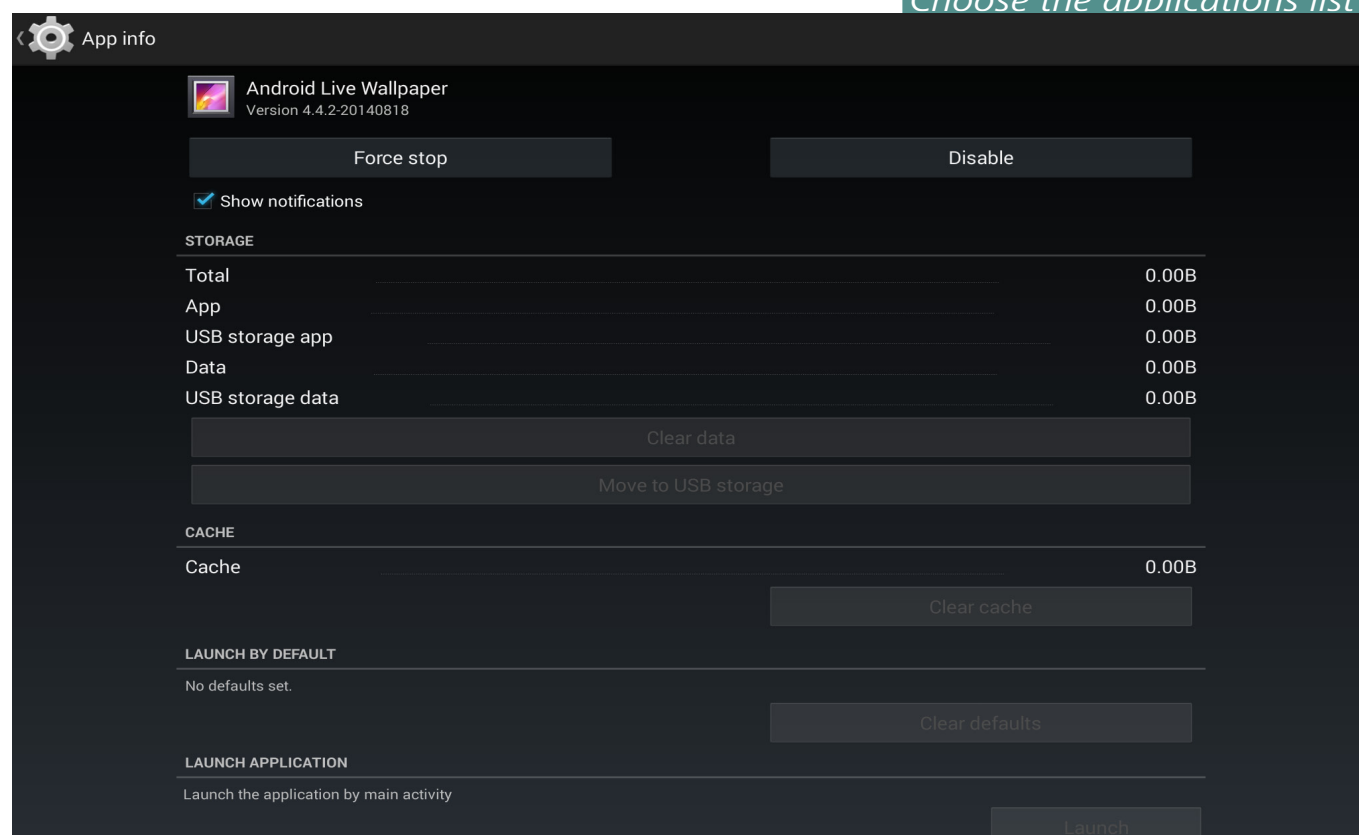 Choose the applications list
App info
Android Live Wallpaper
Version 4.4.2-20140818
Force stop
Disable
Show notifications
STORAGE
Total 0.00B
App 0.00B
USB storage app 0.00B
Data 0.00B
USB storage data 0.00B
Clear data
Move to USB storage
CACHE
Cache 0.00B
Clear cache
LAUNCH BY DEFAULT
No defaults set.
Clear defaults
LAUNCH APPLICATION
Launch the application by main activity
Launch